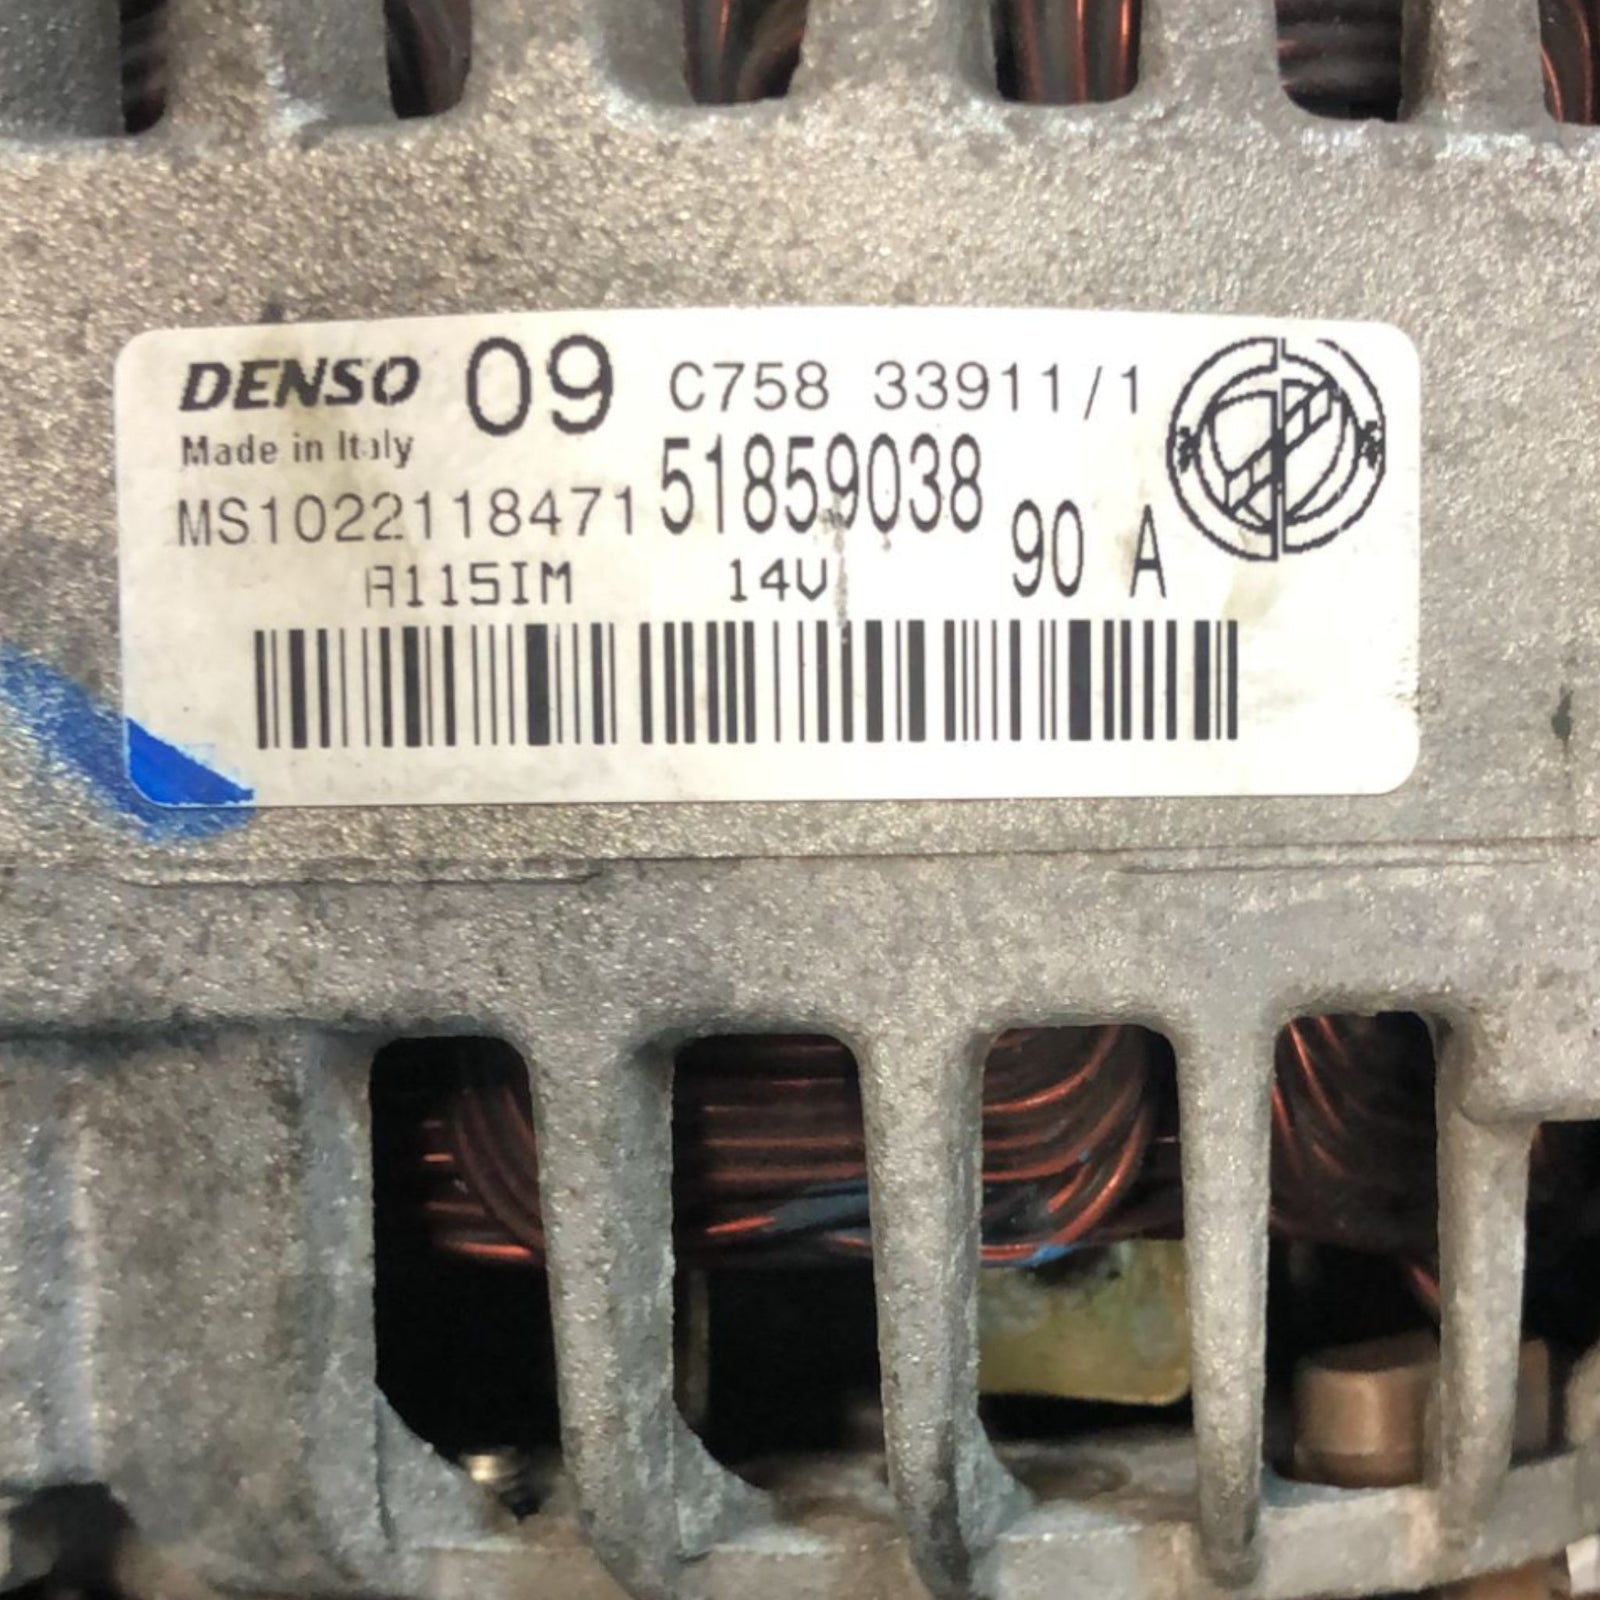 DENSO 09 C758 33911/1
Made in Italy
MS1022118471 51859038
A115IM 14V 90 A